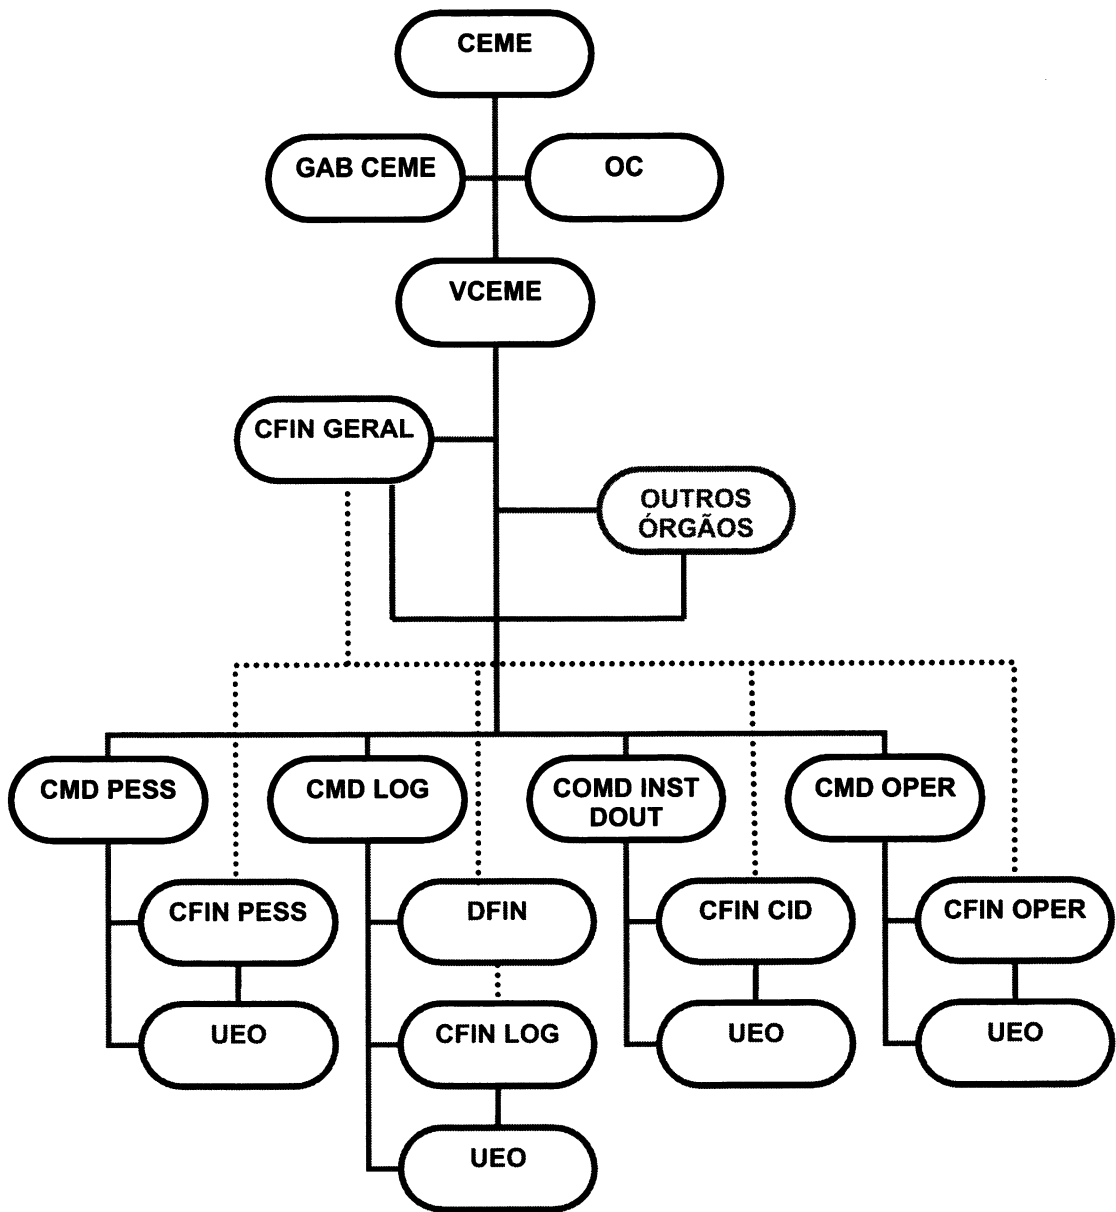 CEME
GAB CEME
OC
VCEME
CFIN GERAL
OUTROS
ÓRGÃOS
CMD PESS
CMD LOG
COMD INST
DOUT
CMD OPER
CFIN PESS
DFIN
CFIN CID
CFIN OPER
UEO
CFIN LOG
UEO
UEO
UEO